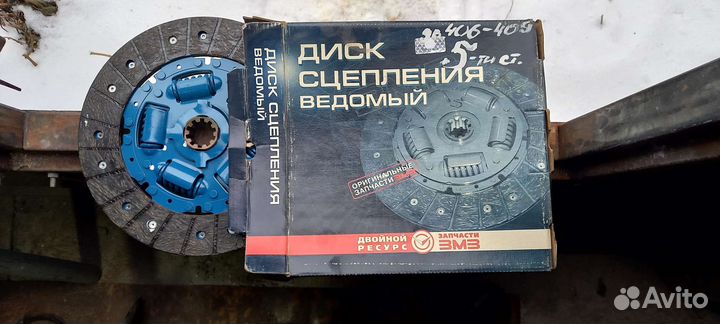 406-409
5-ти ст.
ДИСК
СЦЕПЛЕНИЯ
ВЕДОМЫЙ
ДИСК СЦЕПЛЕНИЯ
ВЕДОМЫЙ
ОРИГИНАЛЬНЫЕ
ЗАПЧАСТИ
ДВОЙНОЙ
РЕСУРС
ЗАПЧАСТИ
ЗМЗ
Avito